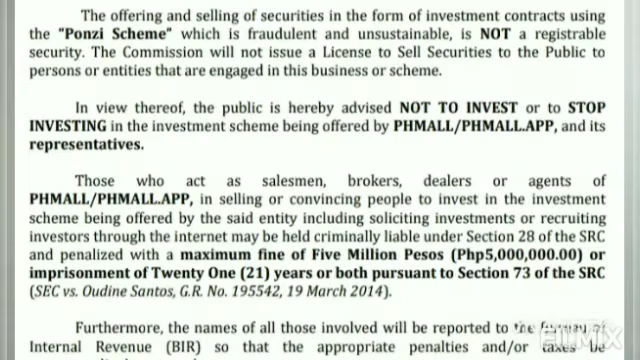 The offering and selling of securities in the form of investment contracts using
the "Ponzi Scheme" which is fraudulent and unsustainable, is NOT a registrable
security. The Commission will not issue a License to Sell Securities to the Public to
persons or entities that are engaged in this business or scheme.
In view thereof, the public is hereby advised NOT TO INVEST or to STOP
INVESTING in the investment scheme being offered by PHMALL/PHMALL.APP, and its
representatives.
Those who act as salesmen, brokers, dealers or agents of
PHMALL/PHMALL.APP, in selling or convincing people to invest in the investment
scheme being offered by the said entity including soliciting investments or recruiting
investors through the internet may be held criminally liable under Section 28 of the SRC
and penalized with a maximum fine of Five Million Pesos (Php5,000,000.00) or
imprisonment of Twenty One (21) years or both pursuant to Section 73 of the SRC
(SEC vs. Oudine Santos, G.R. No. 195542, 19 March 2014).
Furthermore, the names of all those involved will be reported to the Bureau of
Internal Revenue (BIR) so that the appropriate penalties and/or taxes be